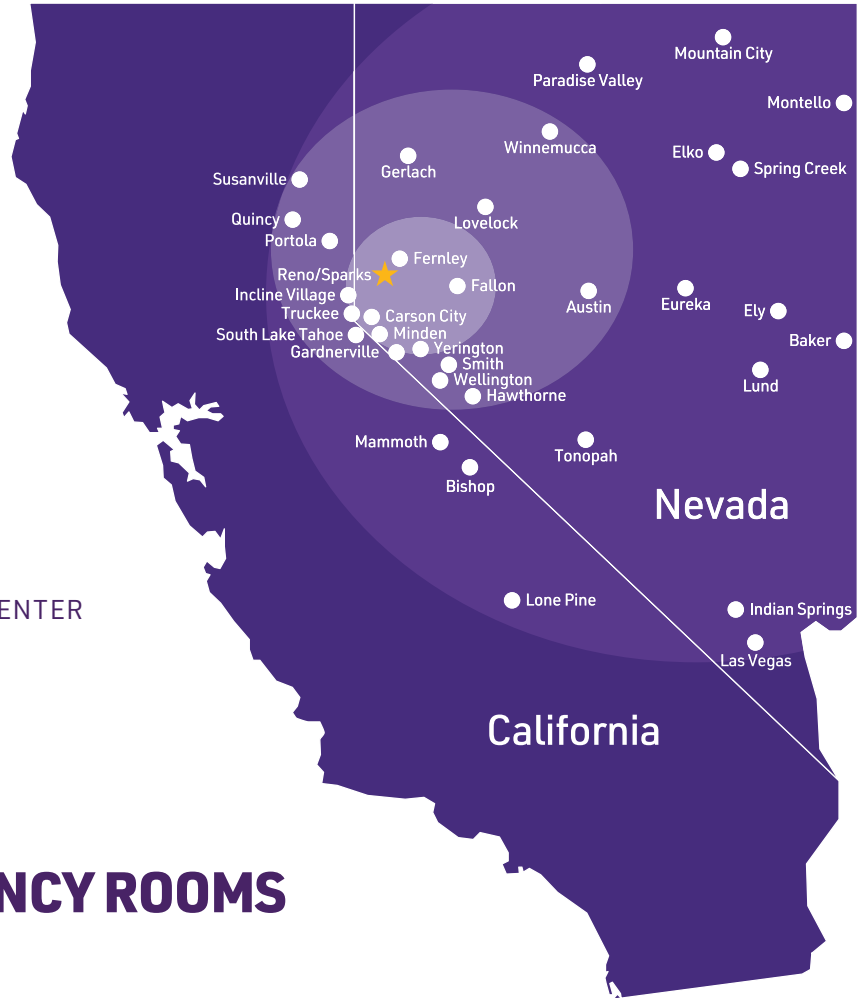 Mountain City
Paradise Valley
Montello
Winnemucca
Elko
Spring Creek
Gerlach
Susanville
Lovelock
Quincy
Portola
Fernley
Reno/Sparks
Fallon
Incline Village
Austin
Eureka
Ely
Truckee
Carson City
South Lake Tahoe
Minden
Baker
Gardnerville
Yerington
Smith
Wellington
Lund
Hawthorne
Mammoth
Tonopah
Bishop
Nevada
Lone Pine
ENTER
Indian Springs
Las Vegas
California
NCY ROOMS